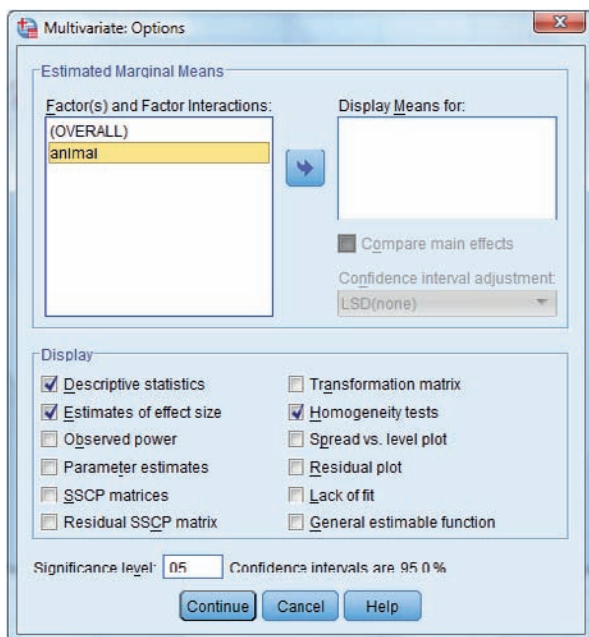 Multivariate: Options
Estimated Marginal Means
Factor(s) and Factor Interactions:
(OVERALL)
animal
Display Means for:
Compare main effects
Confidence interval adjustment:
LSD(none)
Display
Descriptive statistics
Estimates of effect size
Observed power
Parameter estimates
SSCP matrices
Residual SSCP matrix
Transformation matrix
Homogeneity tests
Spread vs. level plot
Residual plot
Lack of fit
General estimable function
Significance level: .05 Confidence intervals are 95.0 %
Continue Cancel Help